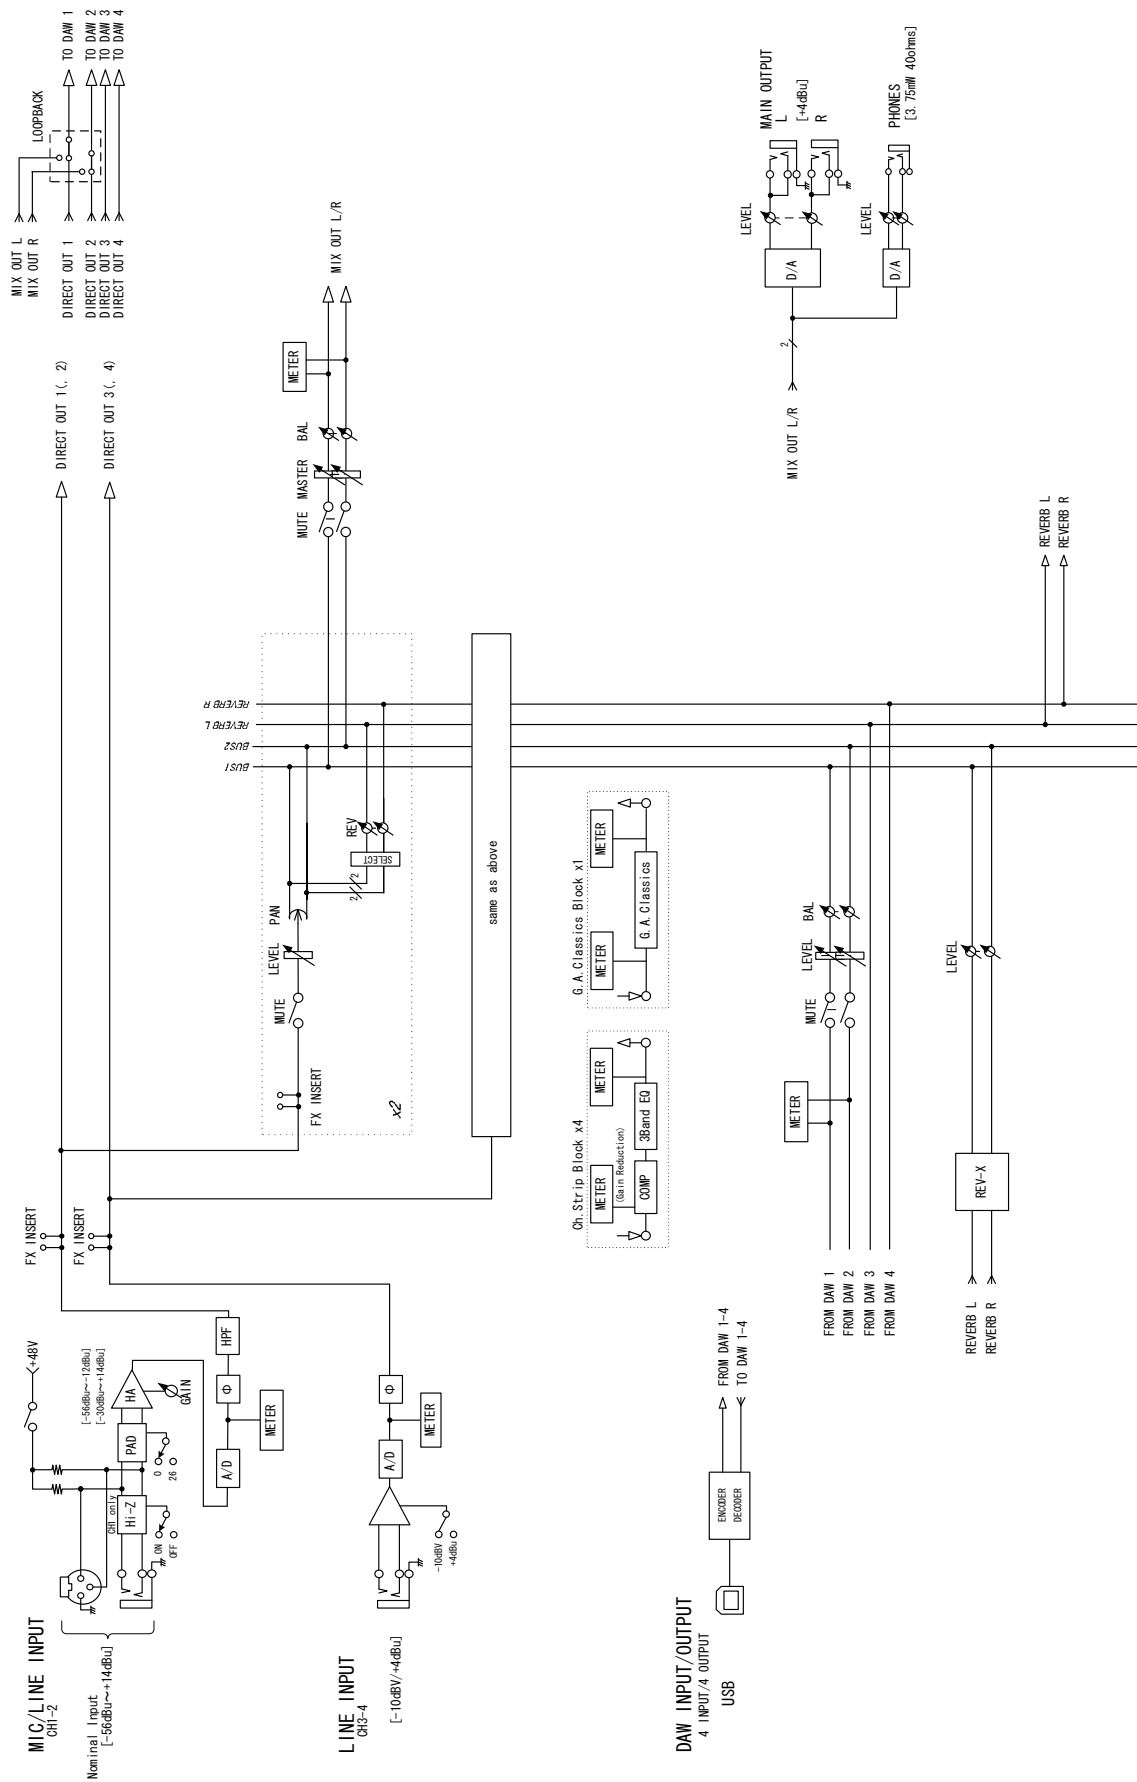 MIC/LINE INPUT
CH1-2
Nominal Input
[-56dBu～+14dBu]
+48V
CH1 only
Hi-Z
ON
OFF
PAD
0
26
[-56dBu～-12dBu]
[-30dBu～+14dBu]
HA
GAIN
A/D
METER
Φ
HPF
FX INSERT
FX INSERT
DIRECT OUT 1(, 2)
DIRECT OUT 3(, 4)
MIX OUT L
MIX OUT R
DIRECT OUT 1
DIRECT OUT 2
DIRECT OUT 3
DIRECT OUT 4
LOOPBACK
TO DAW 1
TO DAW 2
TO DAW 3
TO DAW 4
FX INSERT
MUTE
LEVEL
PAN
2
2
SELECT
REV
x2
BUS1
BUS2
REVERB L
REVERB R
MUTE
MASTER
BAL
METER
MIX OUT L/R
LINE INPUT
CH3-4
[-10dBV/+4dBu]
-10dBV
+4dBu
A/D
METER
Φ
same as above
Ch.Strip Block x4
METER
(Gain Reduction)
COMP
3Band EQ
METER
G.A.Classics Block x1
METER
G.A.Classics
METER
DAW INPUT/OUTPUT
4 INPUT/4 OUTPUT
USB
ENCODER
DECODER
FROM DAW 1-4
TO DAW 1-4
FROM DAW 1
FROM DAW 2
FROM DAW 3
FROM DAW 4
METER
MUTE
LEVEL
BAL
REVERB L
REVERB R
REV-X
LEVEL
REVERB L
REVERB R
MIX OUT L/R
2
D/A
LEVEL
MAIN OUTPUT
L
[+4dBu]
R
D/A
LEVEL
PHONES
[3.75mW 40ohms]